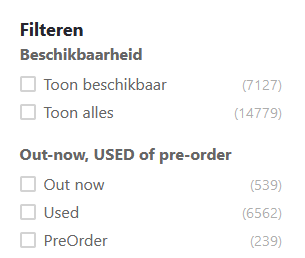 Filteren
Beschikbaarheid
Toon beschikbaar (7127)
Toon alles (14779)
Out-now, USED of pre-order
Out now (539)
Used (6562)
PreOrder (239)